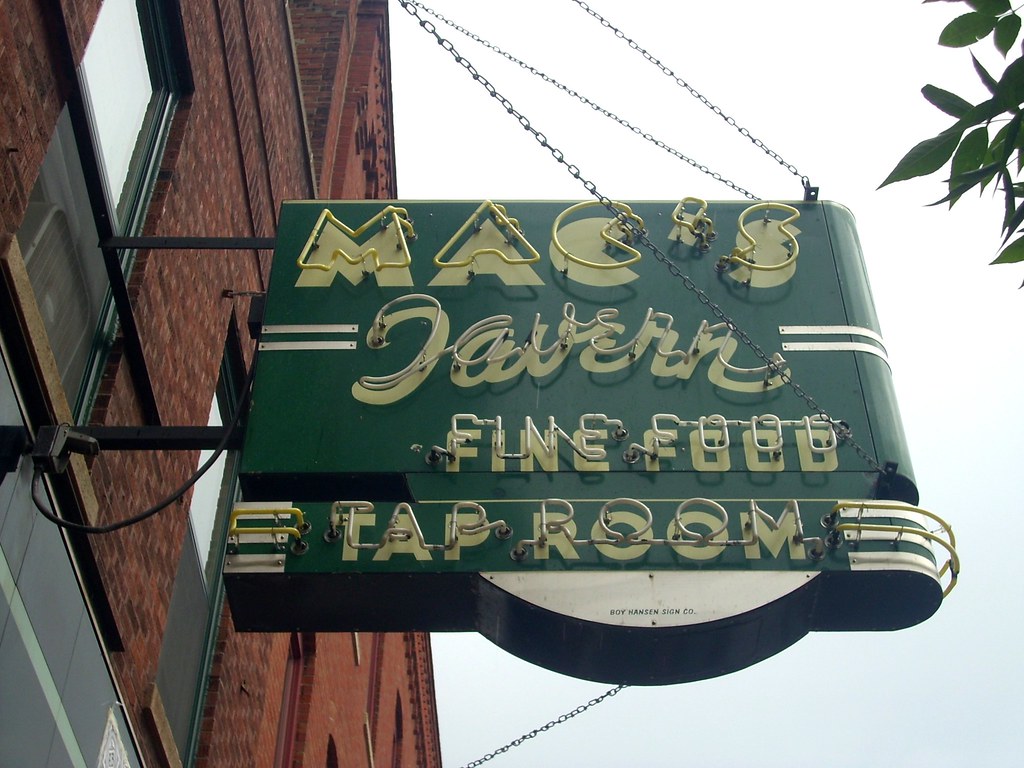 MAC'S
Tavern
FINE FOOD
TAP ROOM
BOY HANSEN SIGN CO.